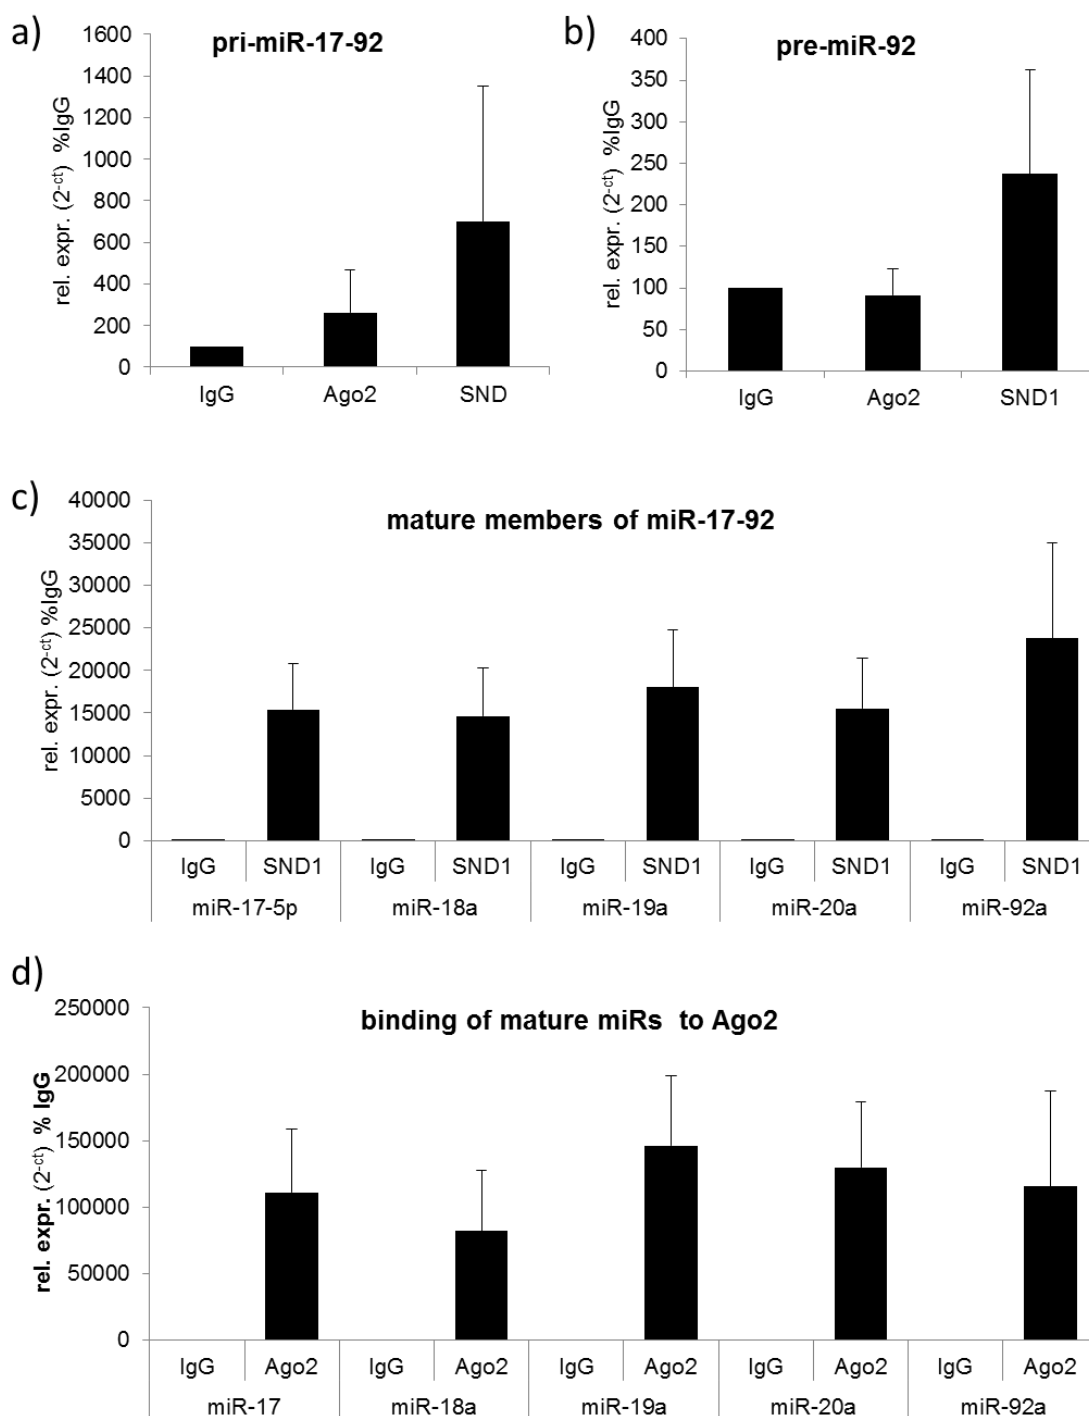 a)
pri-miR-17-92
rel. expr. (2-ct) %IgG
1600
1400
1200
1000
800
600
400
200
0
IgG Ago2 SND
b)
pre-miR-92
rel. expr. (2-ct) %IgG
400
350
300
250
200
150
100
50
0
IgG Ago2 SND1
c)
mature members of miR-17-92
rel. expr. (2-ct) %IgG
40000
35000
30000
25000
20000
15000
10000
5000
0
IgG SND1 IgG SND1 IgG SND1 IgG SND1 IgG SND1
miR-17-5p miR-18a miR-19a miR-20a miR-92a
d)
binding of mature miRs to Ago2
rel. expr. (2-ct) % IgG
250000
200000
150000
100000
50000
0
IgG Ago2 IgG Ago2 IgG Ago2 IgG Ago2 IgG Ago2
miR-17 miR-18a miR-19a miR-20a miR-92a